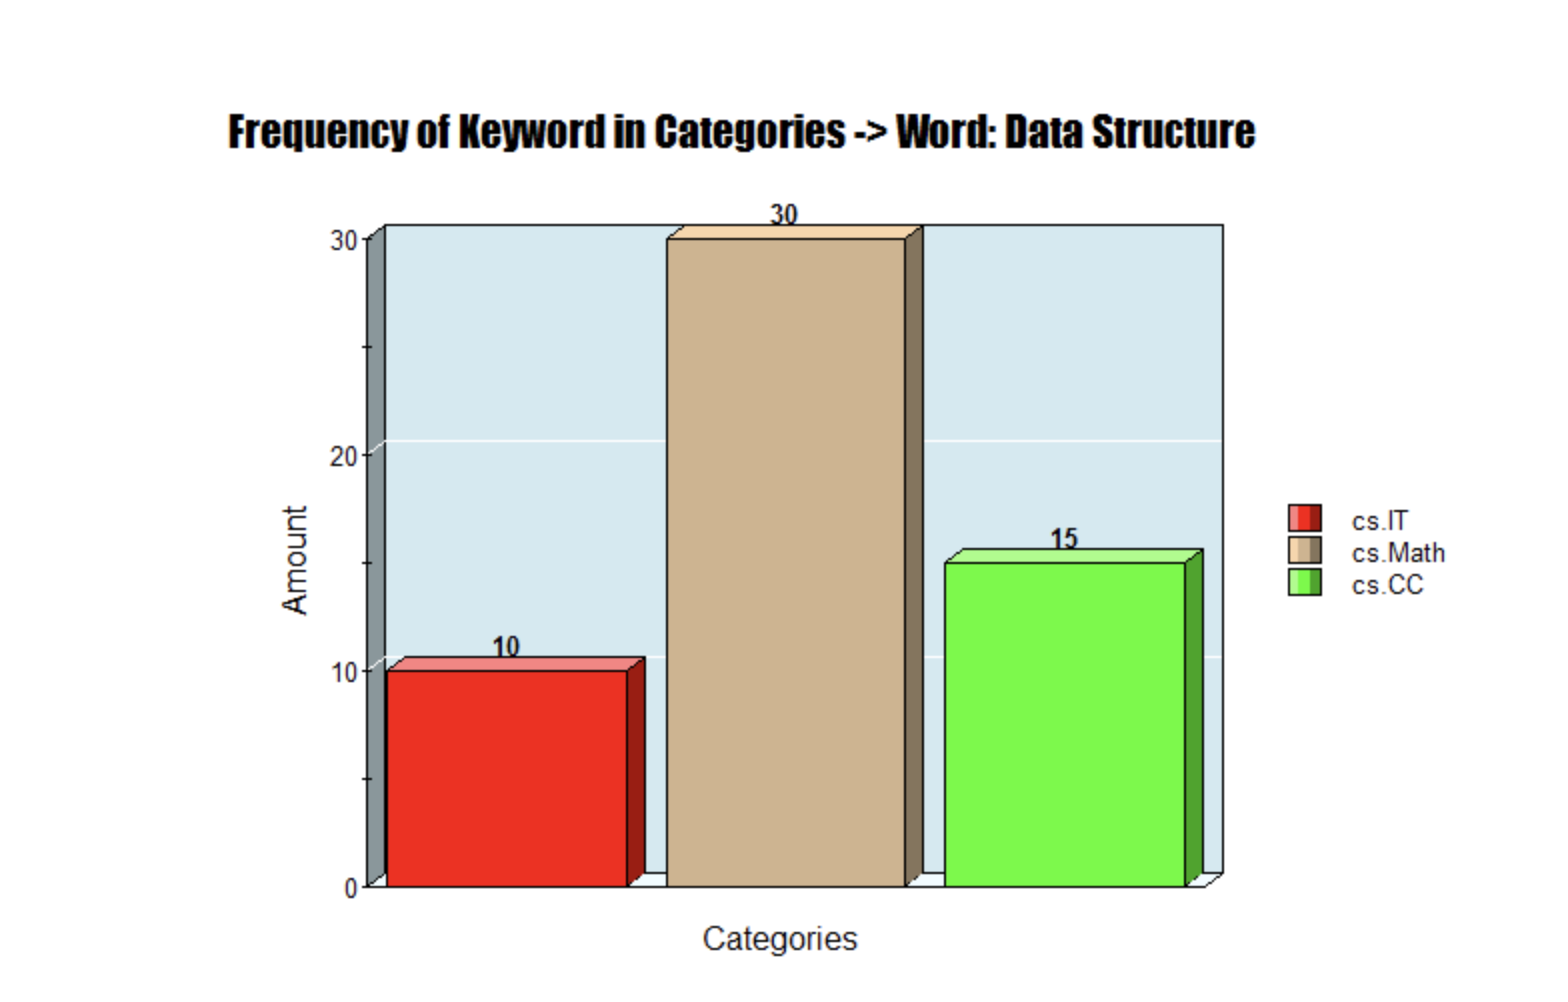 Frequency of Keyword in Categories -> Word: Data Structure
30
30
20
15
10
10
0
Amount
Categories
cs.IT
cs.Math
cs.CC